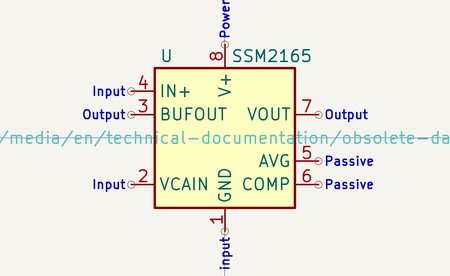 Power
8
U SSM2165
V+
Input 4 IN+
Output 3 BUFOUT VOUT 7 Output
/media/en/technical-documentation/obsolete-da
AVG 5 Passive
Input 2 VCAIN COMP 6 Passive
GND
1
input